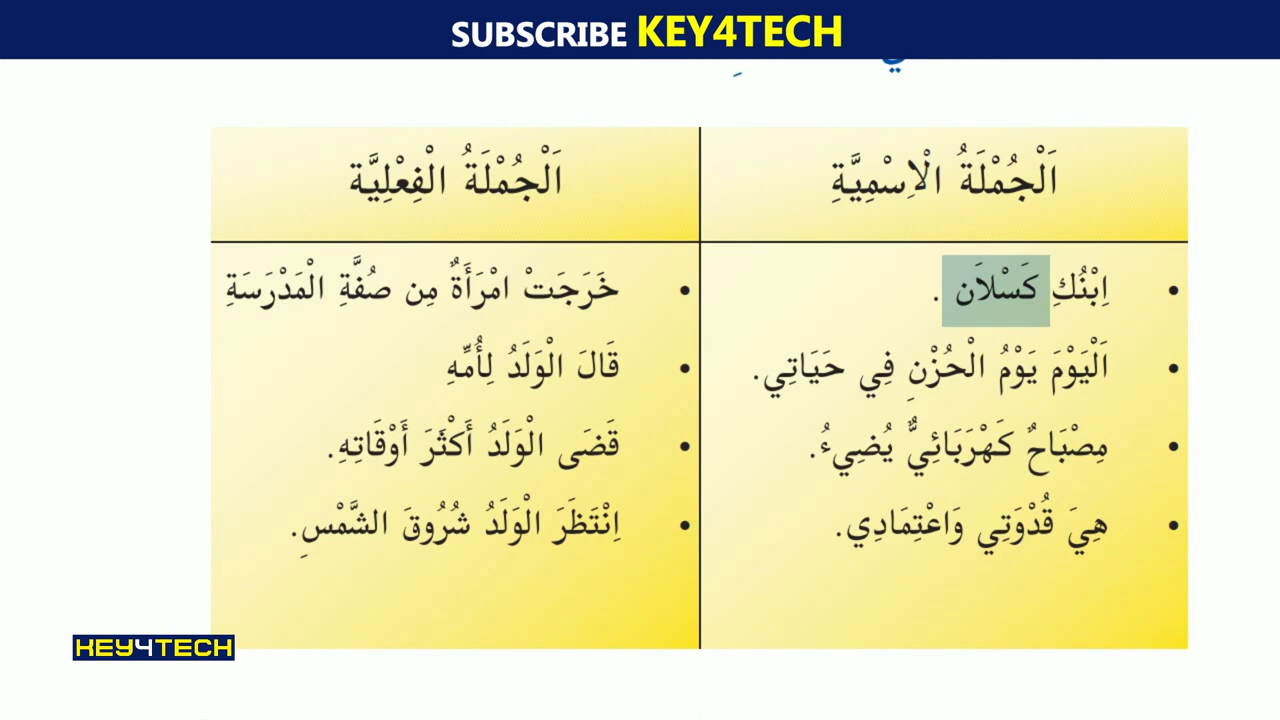 SUBSCRIBE KEY4TECH
اَلْجُمْلَةُ الْاِسْمِيَّةِ
اِبْنُكِ كَسْلَان .
اَلْيَوْمَ يَوْمُ الْحُزْنِ فِي حَيَاتِي.
مِصْبَاحٌ كَهْرَبَائِيٌّ يُضِيءُ.
هِيَ قُدْوَتِي وَاعْتِمَادِي.
اَلْجُمْلَةُ الْفِعْلِيَّة
خَرَجَتْ امْرَأَةٌ مِن صُفَّةِ الْمَدْرَسَةِ
قَالَ الْوَلَدُ لِأُمِّهِ
قَضَى الْوَلَدُ أَكْثَرَ أَوْقَاتِهِ.
اِنْتَظَرَ الْوَلَدُ شُرُوقَ الشَّمْسِ.
KEY4TECH